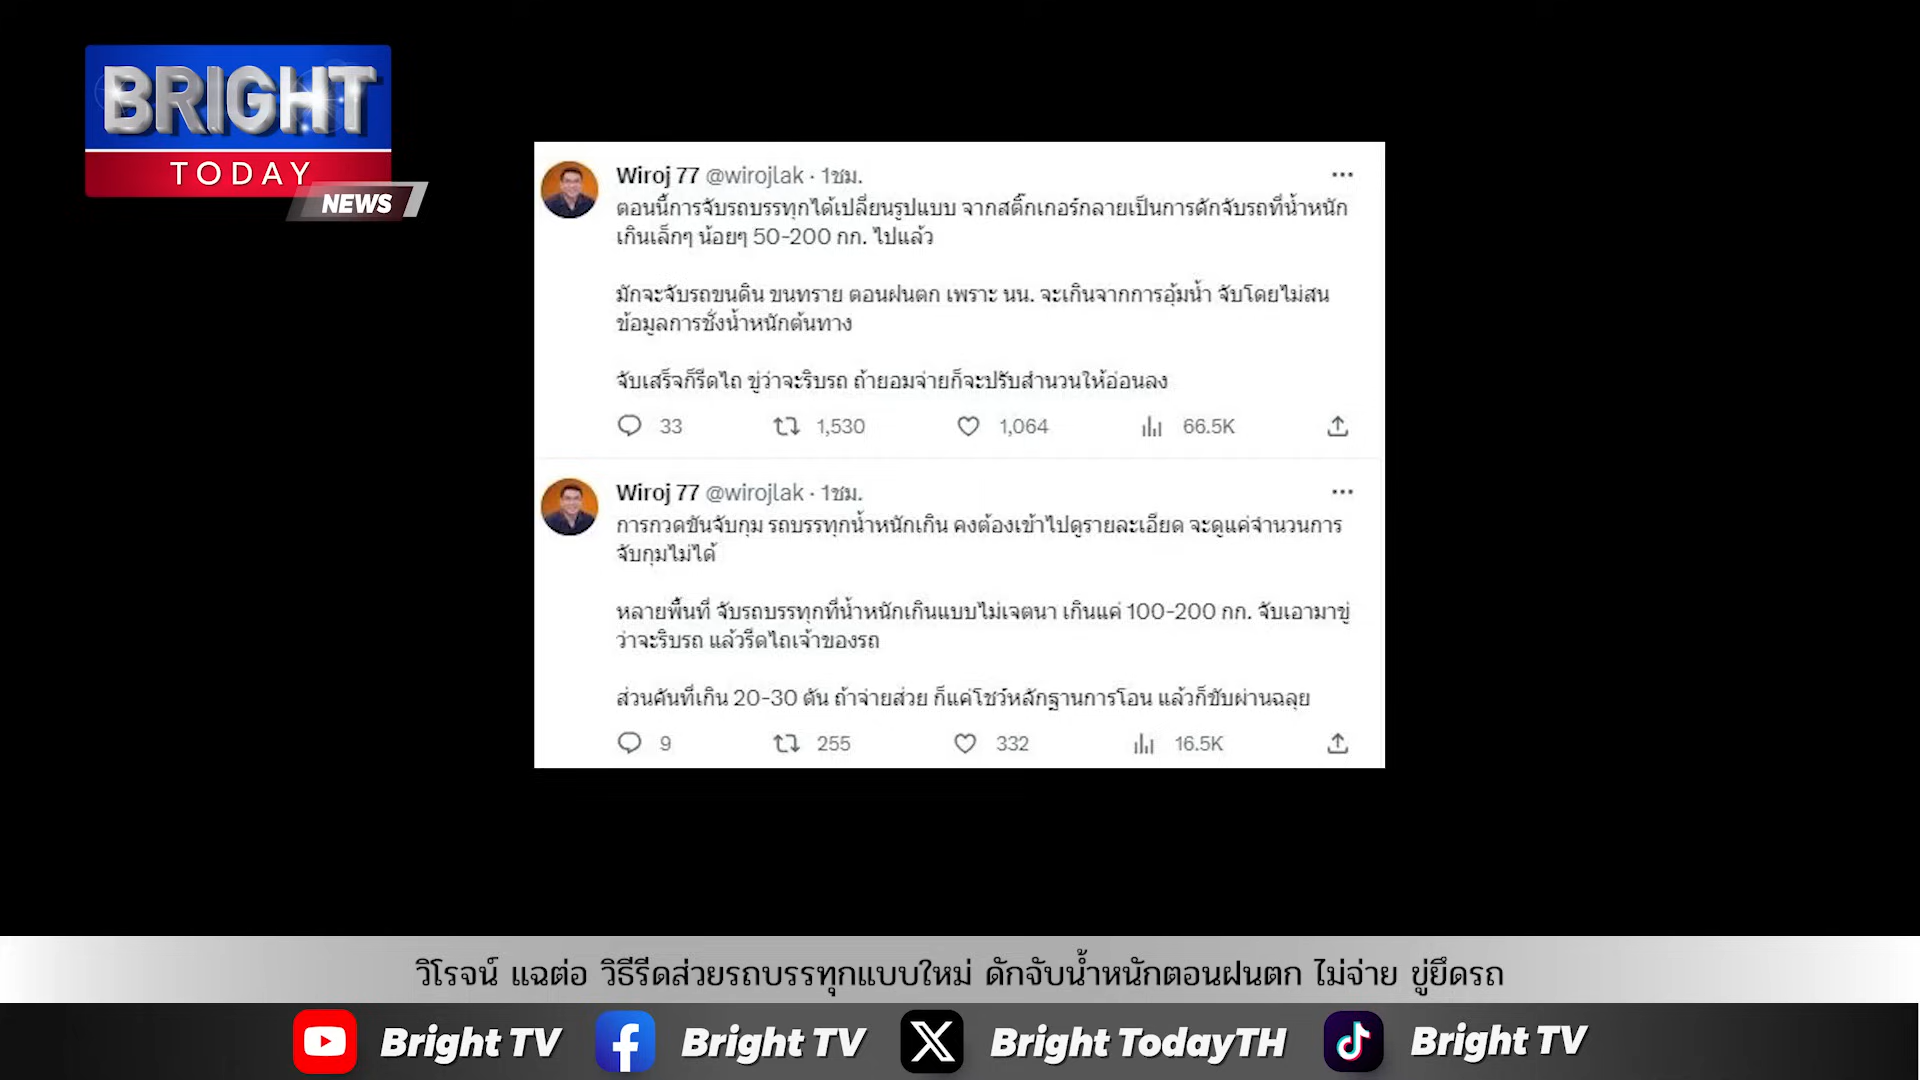 BRIGHT
TODAY
NEWS
Wiroj 77 @wirojlak · 1ชม.
ตอนนี้การจับรถบรรทุกได้เปลี่ยนรูปแบบ จากสติ๊กเกอร์กลายเป็นการดักจับรถที่น้ำหนัก
เกินเล็กๆ น้อยๆ 50-200 กก. ไปแล้ว
มักจะจับรถขนดิน ขนทราย ตอนฝนตก เพราะ นน. จะเกินจากการอุ้มน้ำ จับโดยไม่สน
ข้อมูลการชั่งน้ำหนักต้นทาง
จับเสร็จก็รีดไถ ขู่ว่าจะริบรถ ถ้ายอมจ่ายก็จะปรับสำนวนให้อ่อนลง
33 1,530 1,064 66.5K
Wiroj 77 @wirojlak · 1ชม.
การกวดขันจับกุม รถบรรทุกน้ำหนักเกิน คงต้องเข้าไปดูรายละเอียด จะดูแค่จำนวนการ
จับกุมไม่ได้
หลายพื้นที่ จับรถบรรทุกที่น้ำหนักเกินแบบไม่เจตนา เกินแค่ 100-200 กก. จับเอามาขู่
ว่าจะริบรถ แล้วรีดไถเจ้าของรถ
ส่วนคันที่เกิน 20-30 ตัน ถ้าจ่ายส่วย ก็แค่โชว์หลักฐานการโอน แล้วก็ขับผ่านฉลุย
9 255 332 16.5K
วิโรจน์ แฉต่อ วิธีรีดส่วยรถบรรทุกแบบใหม่ ดักจับน้ำหนักตอนฝนตก ไม่จ่าย ขู่ยึดรถ
Bright TV Bright TV Bright TodayTH Bright TV